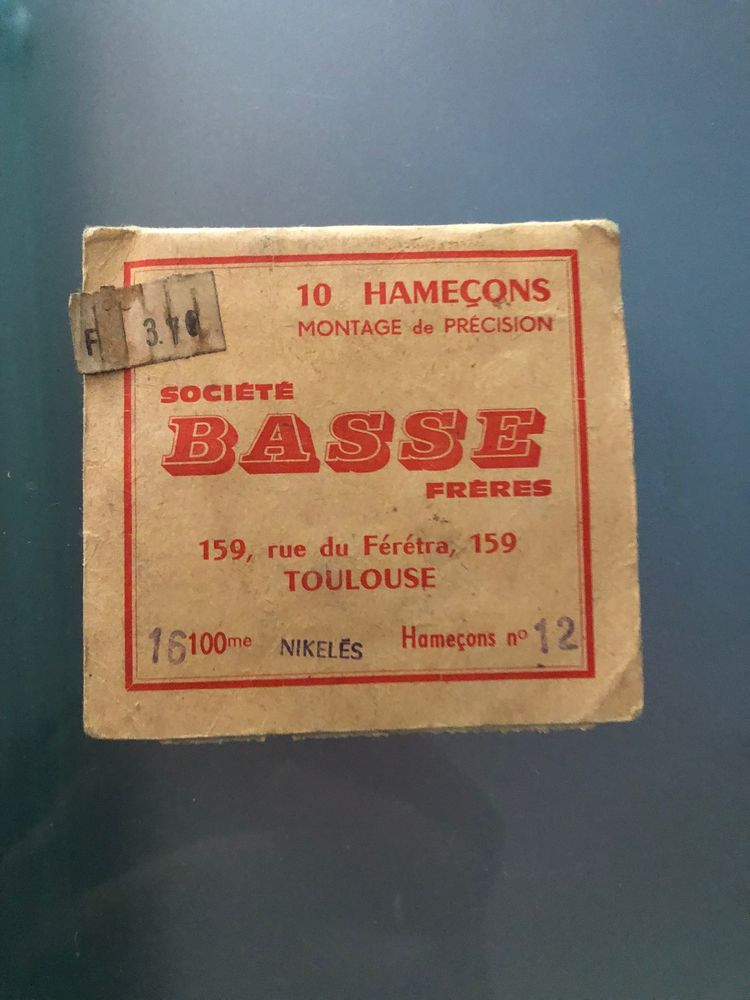 10 HAMEÇONS
MONTAGE de PRÉCISION
F 3.10
SOCIÉTÉ
BASSE
FRÈRES
159, rue du Férétra, 159
TOULOUSE
16 100me NIKELÉS Hameçons nº 12